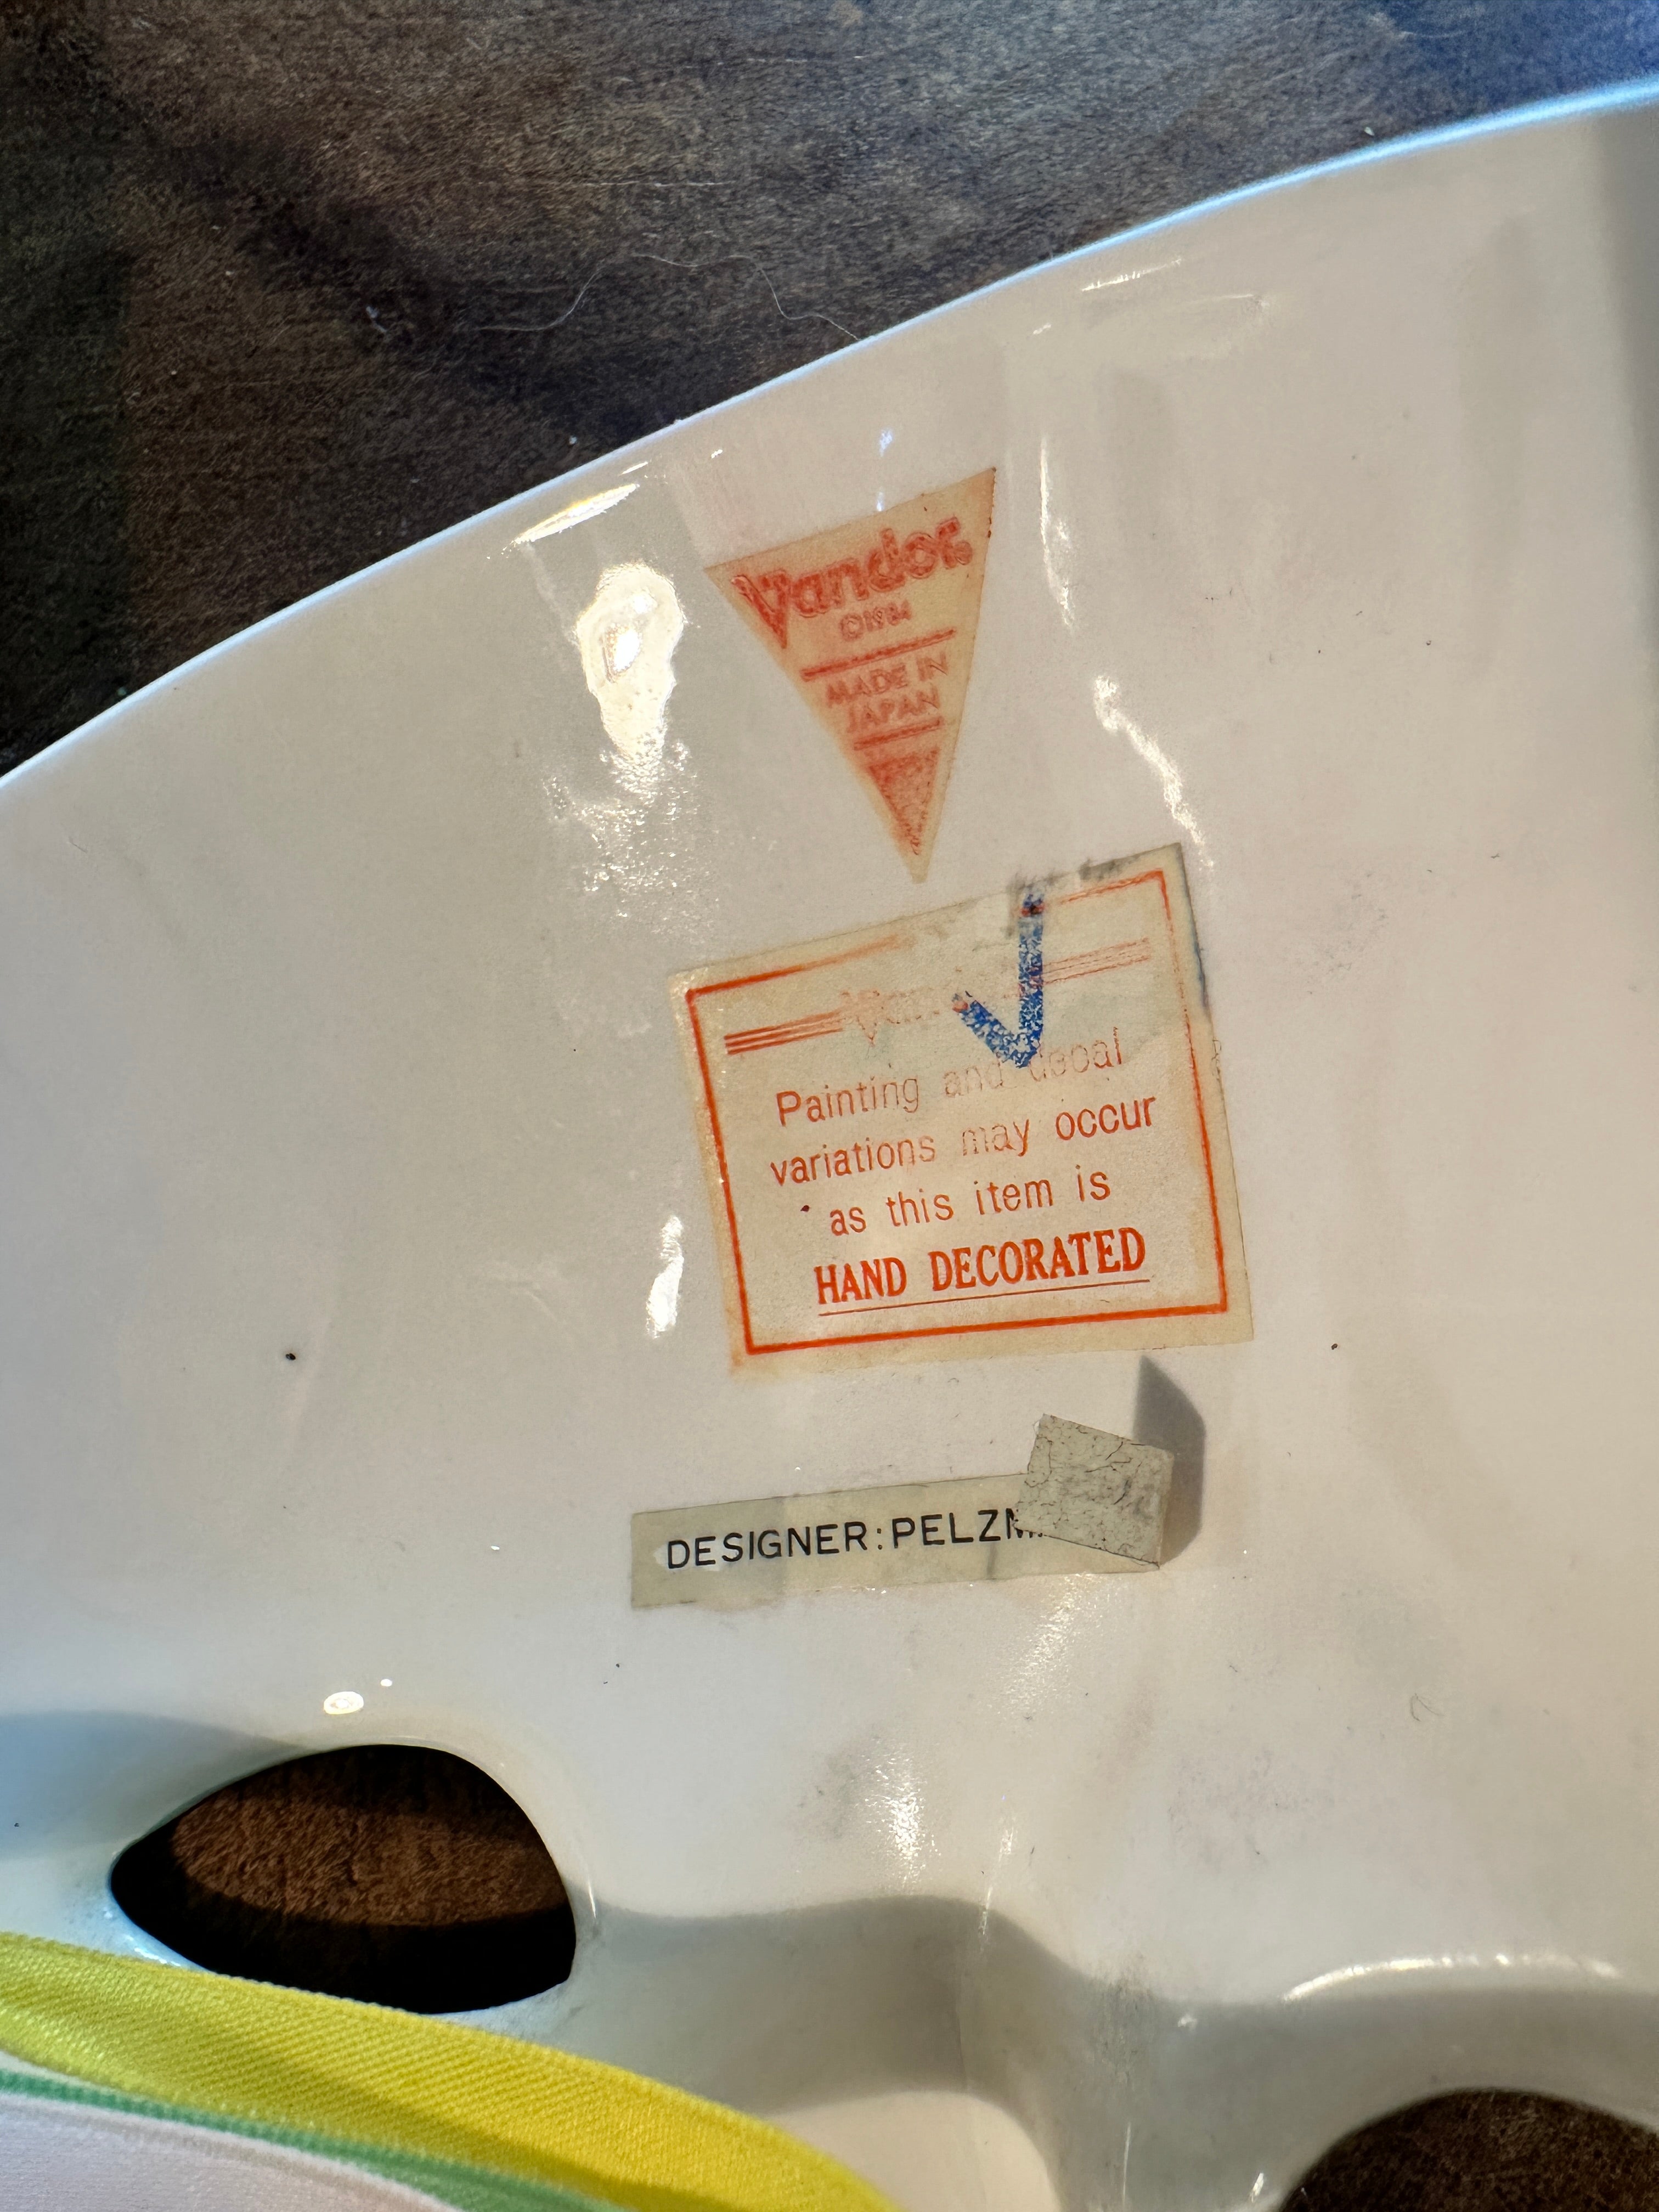 Vandor®
©1984
MADE IN
JAPAN
Painting and decal
variations may occur
as this item is
HAND DECORATED
DESIGNER:PELZM